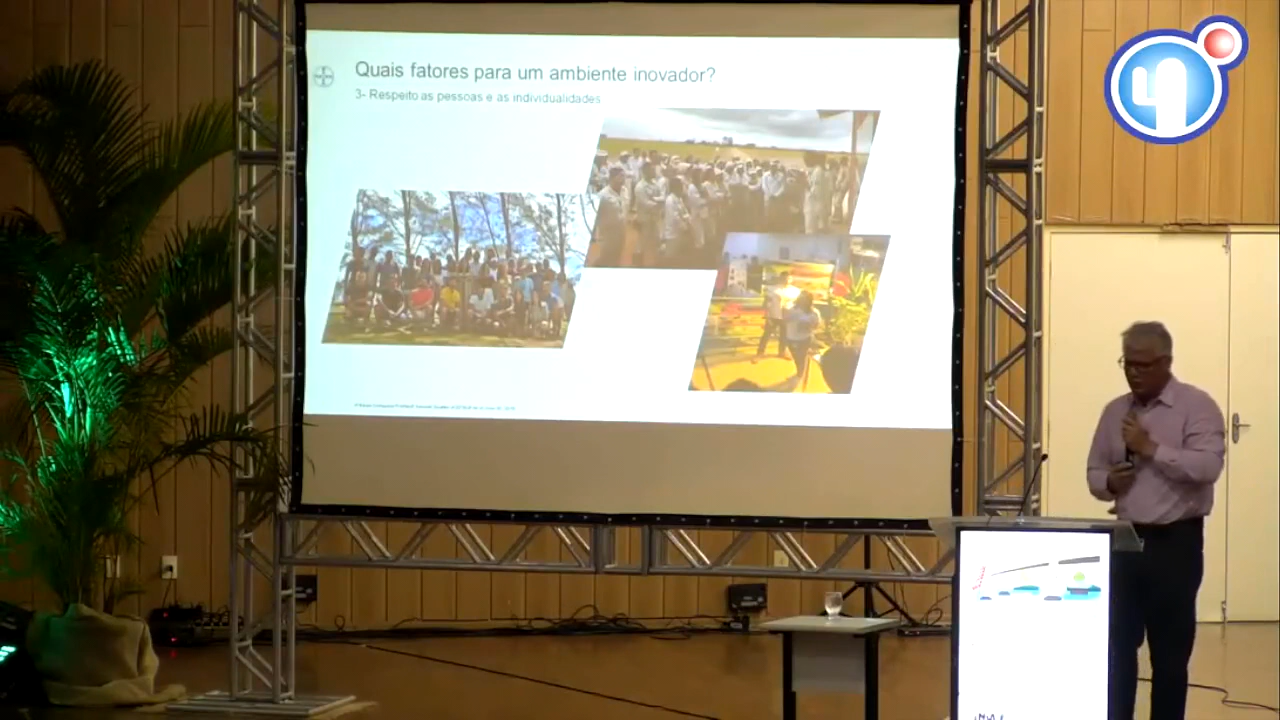 Quais fatores para um ambiente inovador?
3- Respeito as pessoas e as individualidades